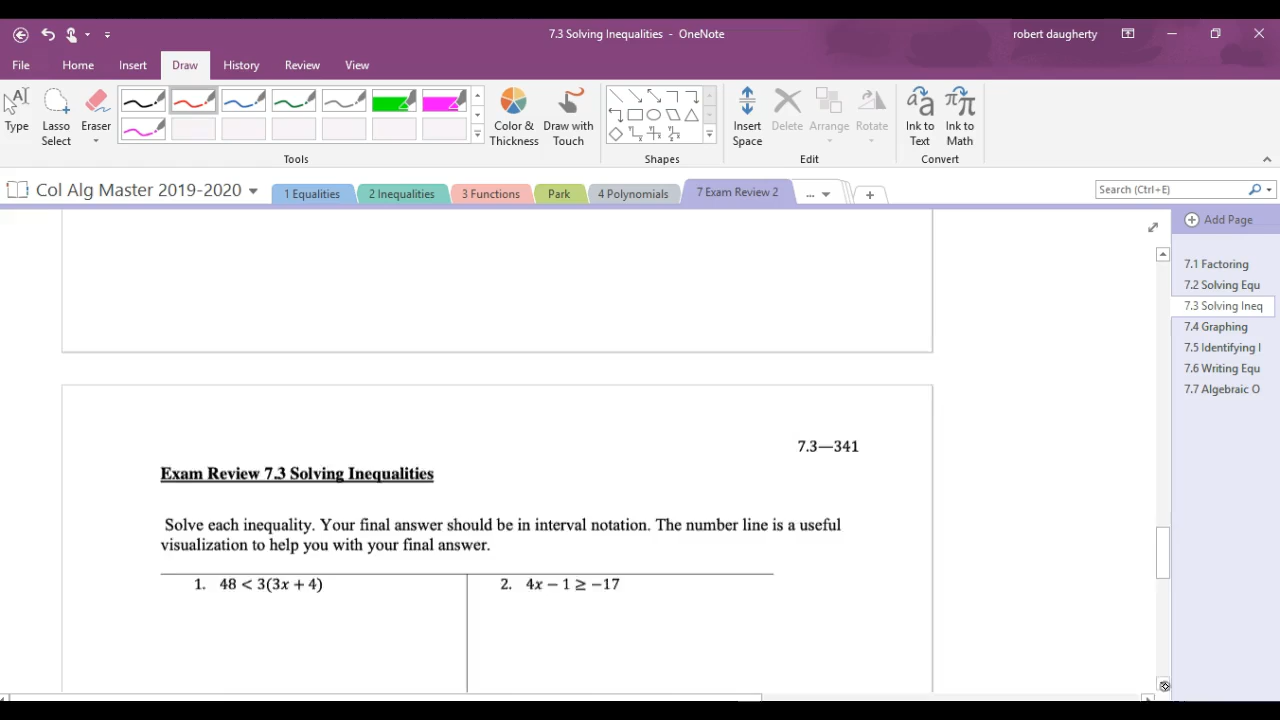 7.3 Solving Inequalities - OneNote
robert daugherty
File Home Insert Draw History Review View
Type
Lasso Select
Eraser
Color & Thickness
Draw with Touch
Insert Space
Delete
Arrange
Rotate
Ink to Text
Ink to Math
Tools
Shapes
Edit
Convert
Col Alg Master 2019-2020
1 Equalities
2 Inequalities
3 Functions
Park
4 Polynomials
7 Exam Review 2
...
Search (Ctrl+E)
Add Page
7.1 Factoring
7.2 Solving Equ
7.3 Solving Ineq
7.4 Graphing
7.5 Identifying I
7.6 Writing Equ
7.7 Algebraic O
7.3—341
Exam Review 7.3 Solving Inequalities
Solve each inequality. Your final answer should be in interval notation. The number line is a useful
visualization to help you with your final answer.
1. 48 < 3(3x + 4)
2. 4x − 1 ≥ −17